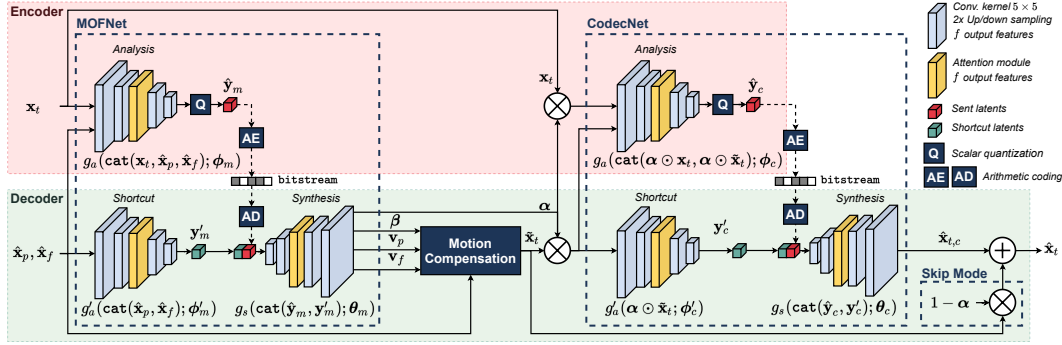 Encoder
MOFNet
CodecNet
Conv. kernel 5 × 5
2x Up/down sampling
f output features
Analysis
Analysis
Attention module
f output features
x_t
ŷ_m
Q
x_t
ŷ_c
Q
Sent latents
Shortcut latents
AE
AE
Q Scalar quantization
g_a(cat(x_t, x̂_p, x̂_f); ϕ_m)
g_a(cat(α ⊙ x_t, α ⊙ x̃_t); ϕ_c)
AE AD Arithmetic coding
bitstream
bitstream
Decoder
Shortcut
AD
Synthesis
Shortcut
AD
Synthesis
α
x̂_p, x̂_f
y′_m
β
v_p
v_f
Motion
Compensation
x̃_t
y′_c
x̂_{t,c}
x̂_t
Skip Mode
1 − α
g′_a(cat(x̂_p, x̂_f); ϕ′_m)
g_s(cat(ŷ_m, y′_m); θ_m)
g′_a(α ⊙ x̃_t; ϕ′_c)
g_s(cat(ŷ_c, y′_c); θ_c)